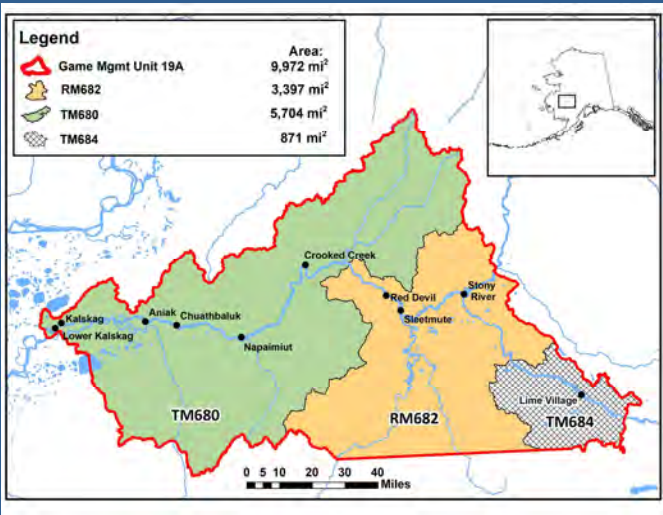 Legend
Area:
Game Mgmt Unit 19A 9,972 mi²
RM682 3,397 mi²
TM680 5,704 mi²
TM684 871 mi²
Crooked Creek
Stony
River
Red Devil
Kalskag
Aniak
Chuathbaluk
Sleetmute
Lower Kalskag
Napaimiut
Lime Village
TM680
RM682
TM684
0 5 10 20 30 40
Miles